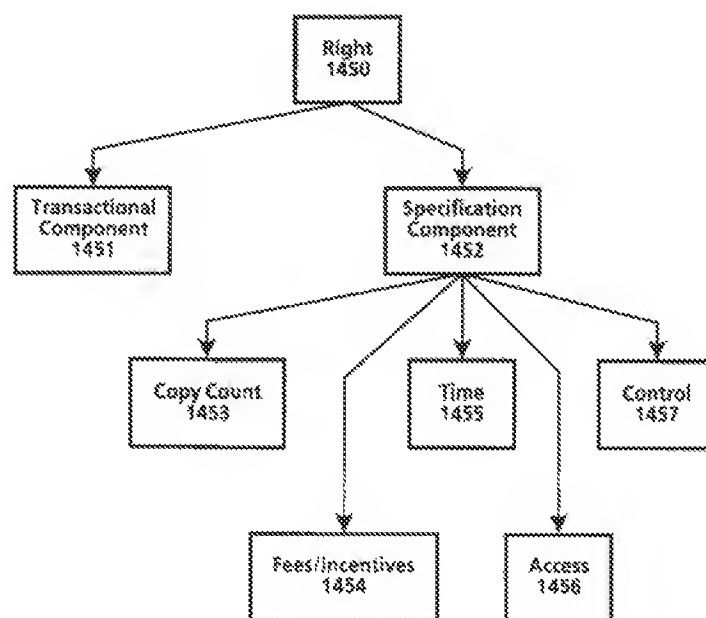 Right
1450
Transactional
Component
1451
Specification
Component
1452
Copy Count
1453
Time
1455
Control
1457
Fees/Incentives
1454
Access
1456